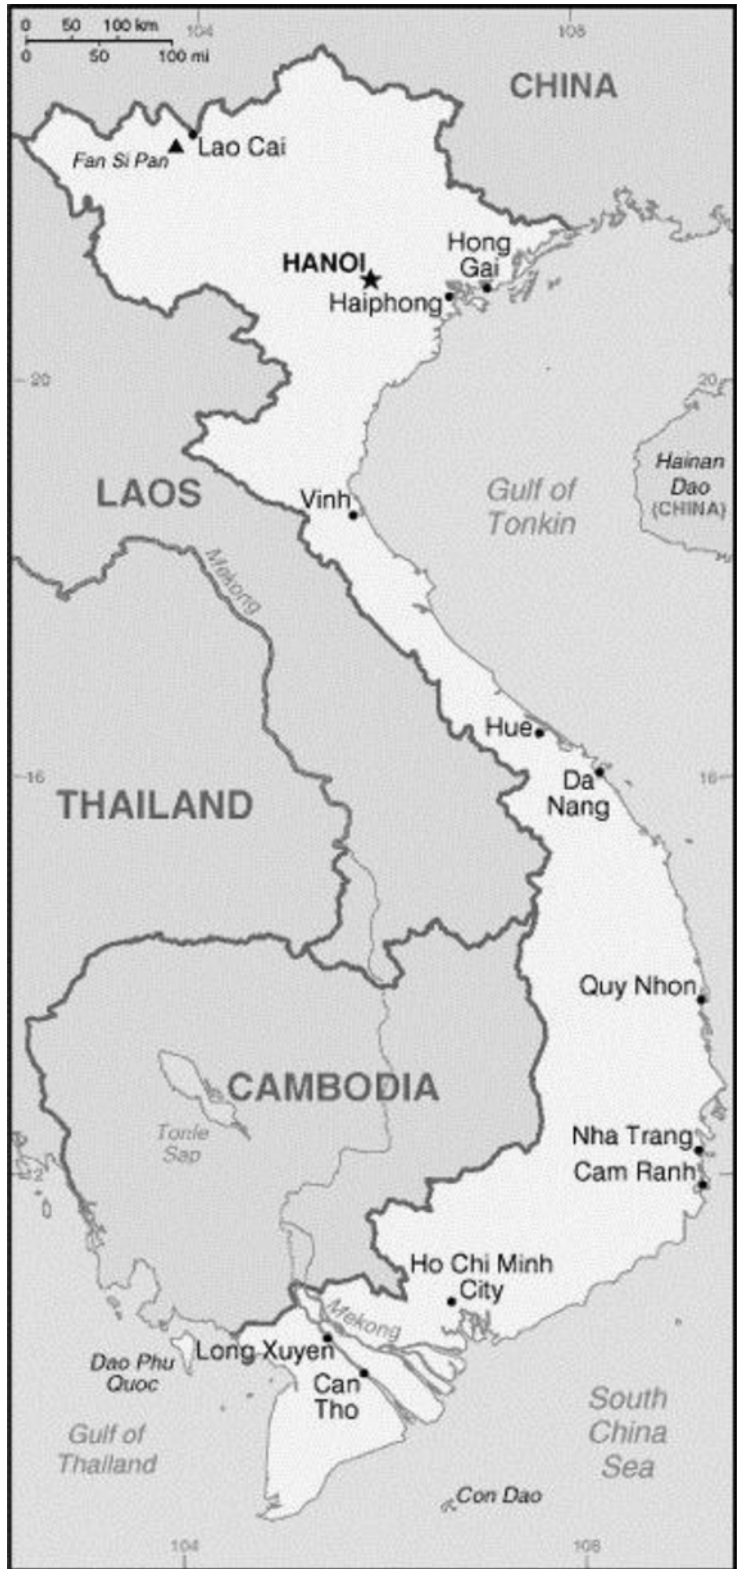 0 50 100 km
0 50 100 mi
104
108
CHINA
Lao Cai
Fan Si Pan
Hong
Gai
HANOI
Haiphong
20
20
Hainan
Dao
(CHINA)
LAOS
Vinh
Gulf of
Tonkin
Mekong
Hue
16
16
Da
Nang
THAILAND
Quy Nhon
CAMBODIA
Tonle
Sap
Nha Trang
Cam Ranh
12
12
Ho Chi Minh
City
Mekong
Long Xuyen
Dao Phu
Quoc
Can
Tho
South
China
Sea
Gulf of
Thailand
Con Dao
104
108